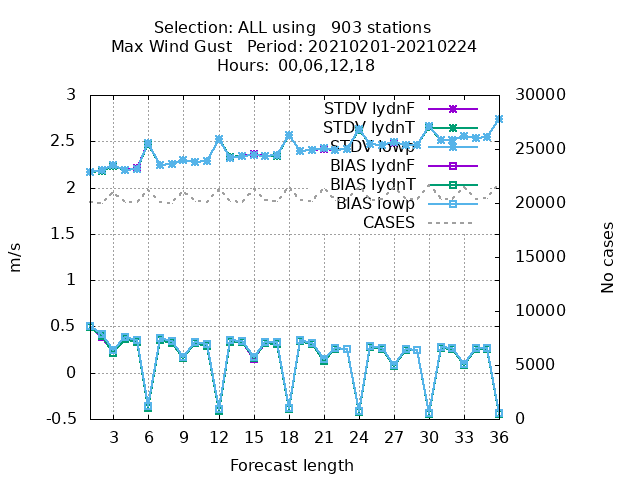 Selection: ALL using   903 stations
Max Wind Gust   Period: 20210201-20210224
Hours:  00,06,12,18
3 30000
STDV lydnF
STDV lydnT
2.5 25000
STDV iowp
BIAS lydnF
2 BIAS lydnT
BIAS iowp 20000
CASES
1.5
15000
m/s No cases
1
10000
0.5
5000
0
-0.5 0
3 6 9 12 15 18 21 24 27 30 33 36
Forecast length